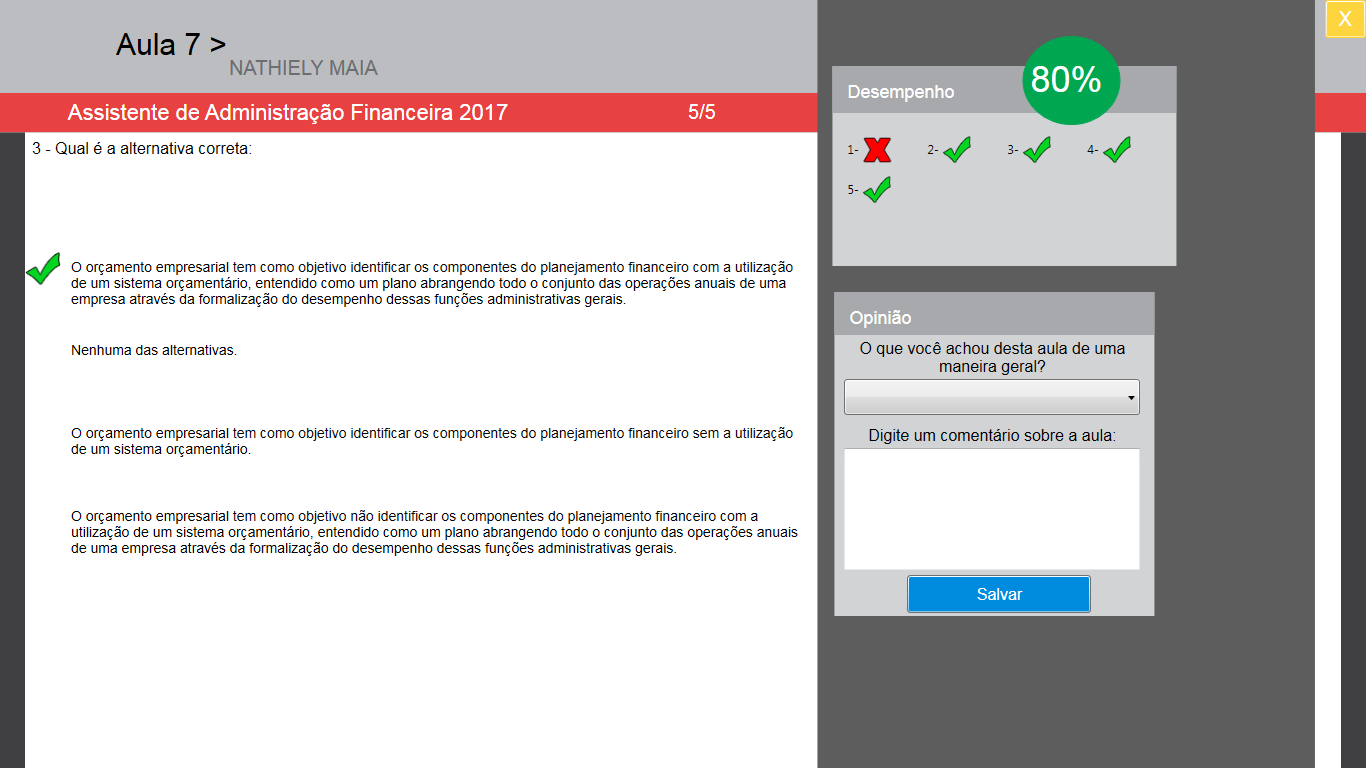 Aula 7 >
NATHIELY MAIA
Assistente de Administração Financeira 2017
5/5
3 - Qual é a alternativa correta:
O orçamento empresarial tem como objetivo identificar os componentes do planejamento financeiro com a utilização
de um sistema orçamentário, entendido como um plano abrangendo todo o conjunto das operações anuais de uma
empresa através da formalização do desempenho dessas funções administrativas gerais.
Nenhuma das alternativas.
O orçamento empresarial tem como objetivo identificar os componentes do planejamento financeiro sem a utilização
de um sistema orçamentário.
O orçamento empresarial tem como objetivo não identificar os componentes do planejamento financeiro com a
utilização de um sistema orçamentário, entendido como um plano abrangendo todo o conjunto das operações anuais
de uma empresa através da formalização do desempenho dessas funções administrativas gerais.
X
80%
Desempenho
1- 2- 3- 4-
5-
Opinião
O que você achou desta aula de uma
maneira geral?
Digite um comentário sobre a aula:
Salvar